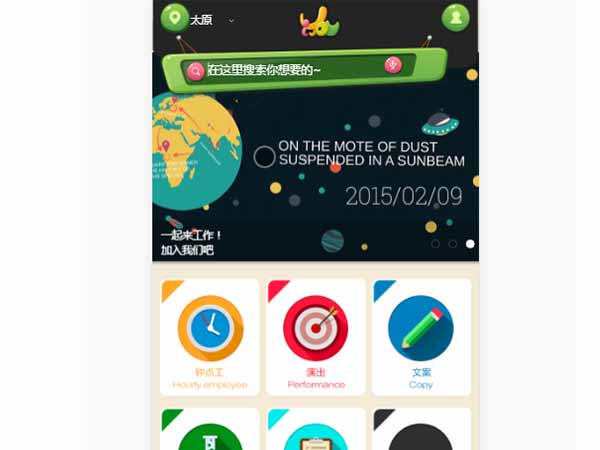 太原
在这里搜索你想要的~
ON THE MOTE OF DUST
SUSPENDED IN A SUNBEAM
2015/02/09
一起来工作！
加入我们吧
钟点工
Hourly employee
演出
Performance
文案
Copy